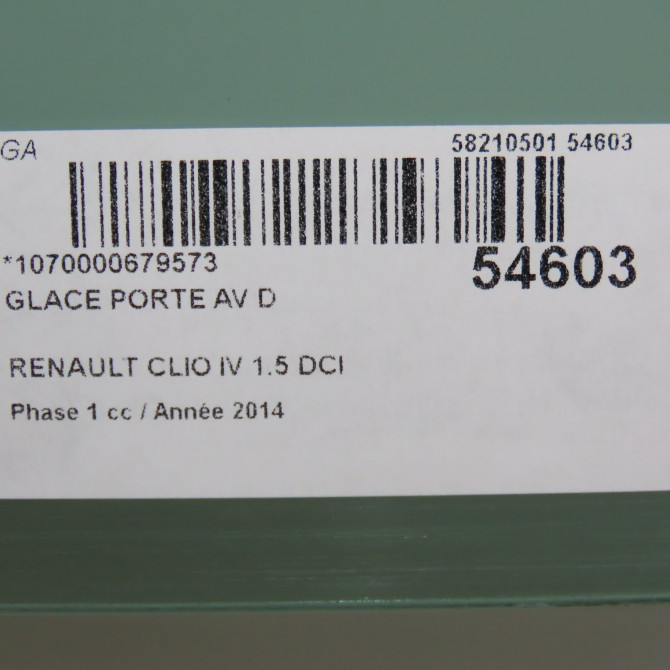 GA
58210501 54603
*1070000679573
54603
GLACE PORTE AV D
RENAULT CLIO IV 1.5 DCI
Phase 1 cc / Année 2014